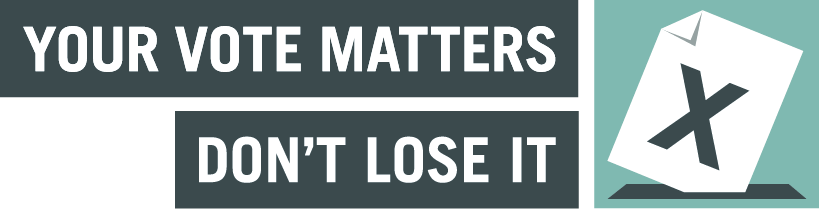 YOUR VOTE MATTERS
DON'T LOSE IT
X